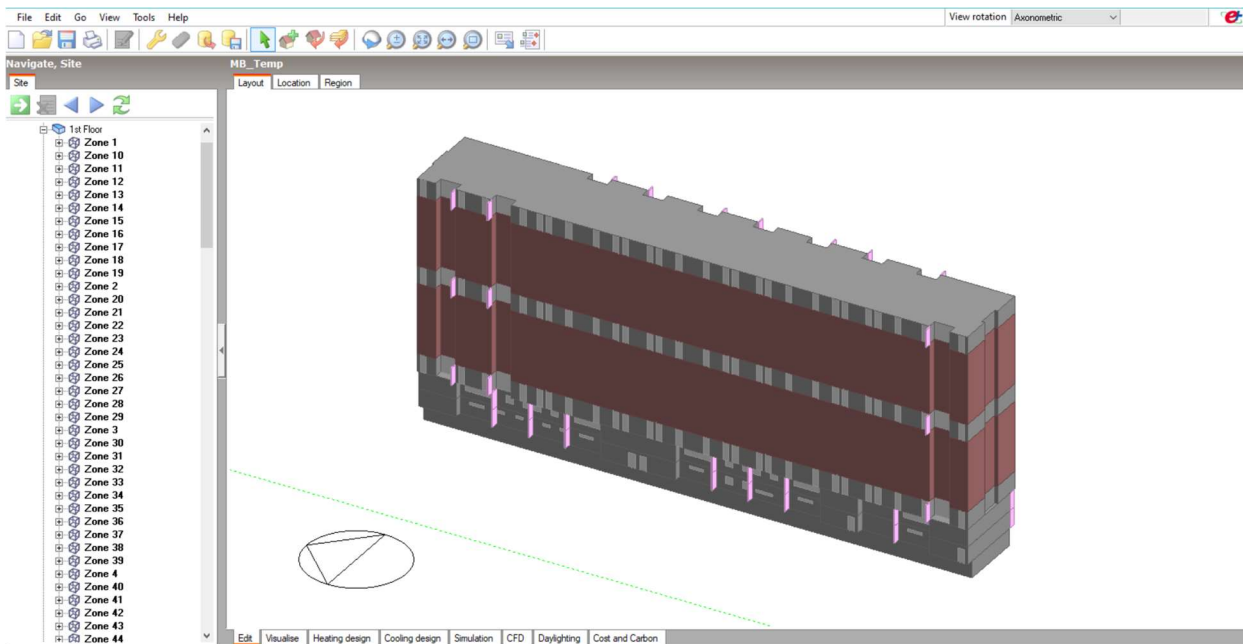 File Edit Go View Tools Help
View rotation Axonometric
Navigate, Site
MB_Temp
Site
Layout Location Region
1st Floor
Zone 1
Zone 10
Zone 11
Zone 12
Zone 13
Zone 14
Zone 15
Zone 16
Zone 17
Zone 18
Zone 19
Zone 2
Zone 20
Zone 21
Zone 22
Zone 23
Zone 24
Zone 25
Zone 26
Zone 27
Zone 28
Zone 29
Zone 3
Zone 30
Zone 31
Zone 32
Zone 33
Zone 34
Zone 35
Zone 36
Zone 37
Zone 38
Zone 39
Zone 4
Zone 40
Zone 41
Zone 42
Zone 43
Zone 44
Edit Visualise Heating design Cooling design Simulation CFD Daylighting Cost and Carbon